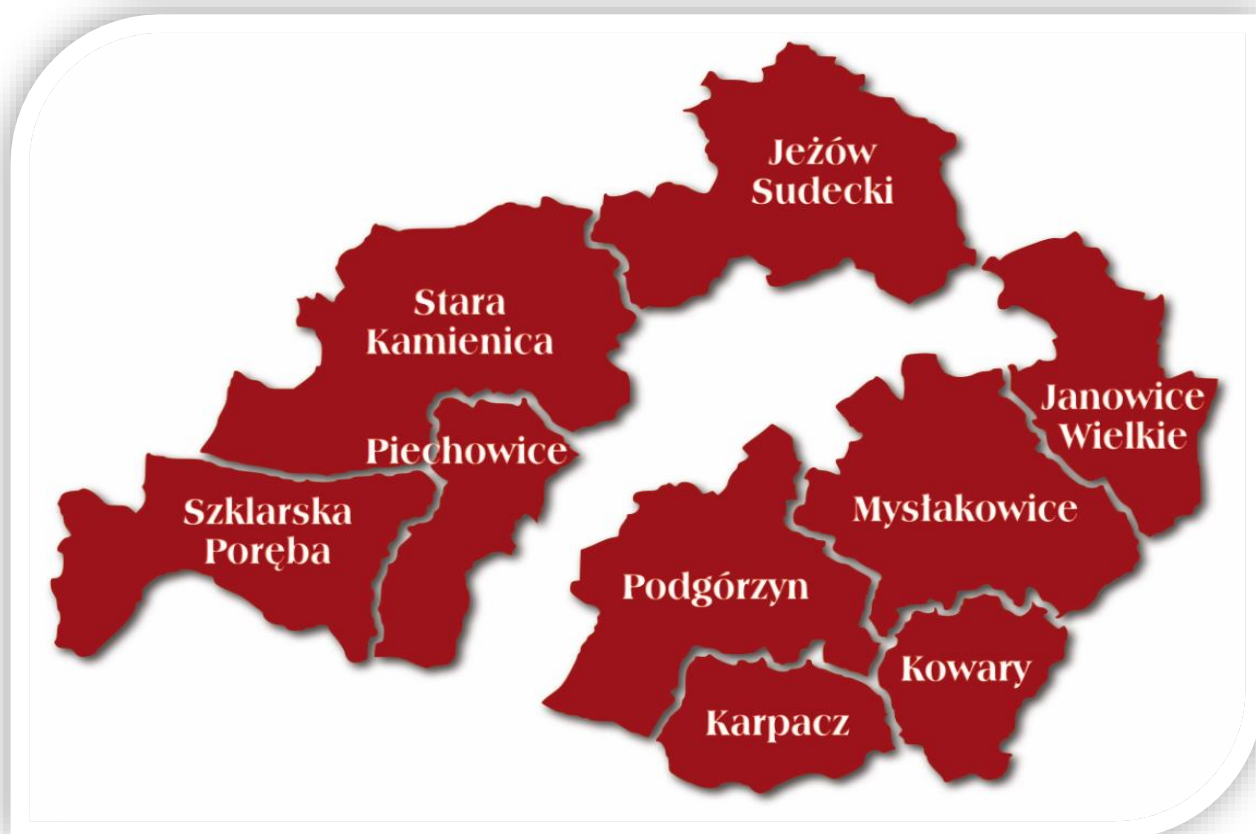 Jeżów
Sudecki
Stara
Kamienica
Janowice
Wielkie
Piechowice
Szklarska
Poręba
Mysłakowice
Podgórzyn
Kowary
Karpacz